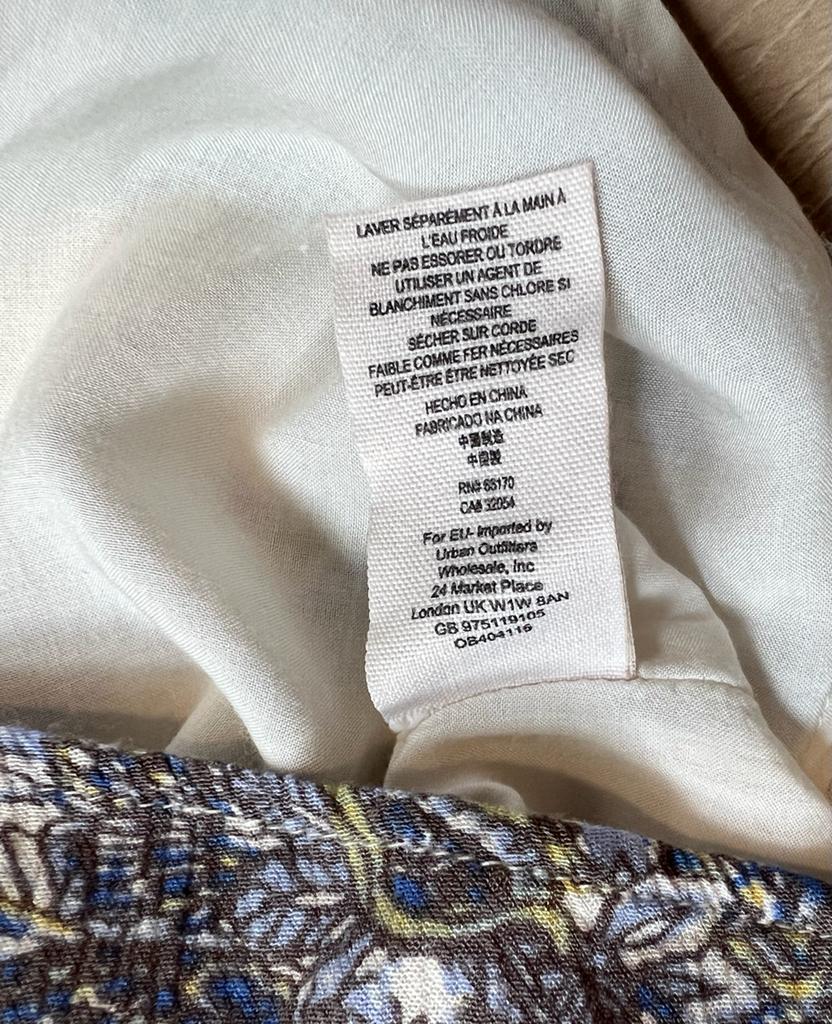 LAVER SÉPARÉMENT À LA MAIN À
L'EAU FROIDE
NE PAS ESSORER OU TORDRE
UTILISER UN AGENT DE
BLANCHIMENT SANS CHLORE SI
NÉCESSAIRE
SÉCHER SUR CORDE
FAIBLE COMME FER NÉCESSAIRES
PEUT-ÊTRE ÊTRE NETTOYÉE SEC
HECHO EN CHINA
FABRICADO NA CHINA
中國製造
中国製
RN# 66170
CA# 32054
For EU- Imported by
Urban Outfitters
Wholesale, Inc
24 Market Place
London UK W1W 8AN
GB 975119105
OB404116